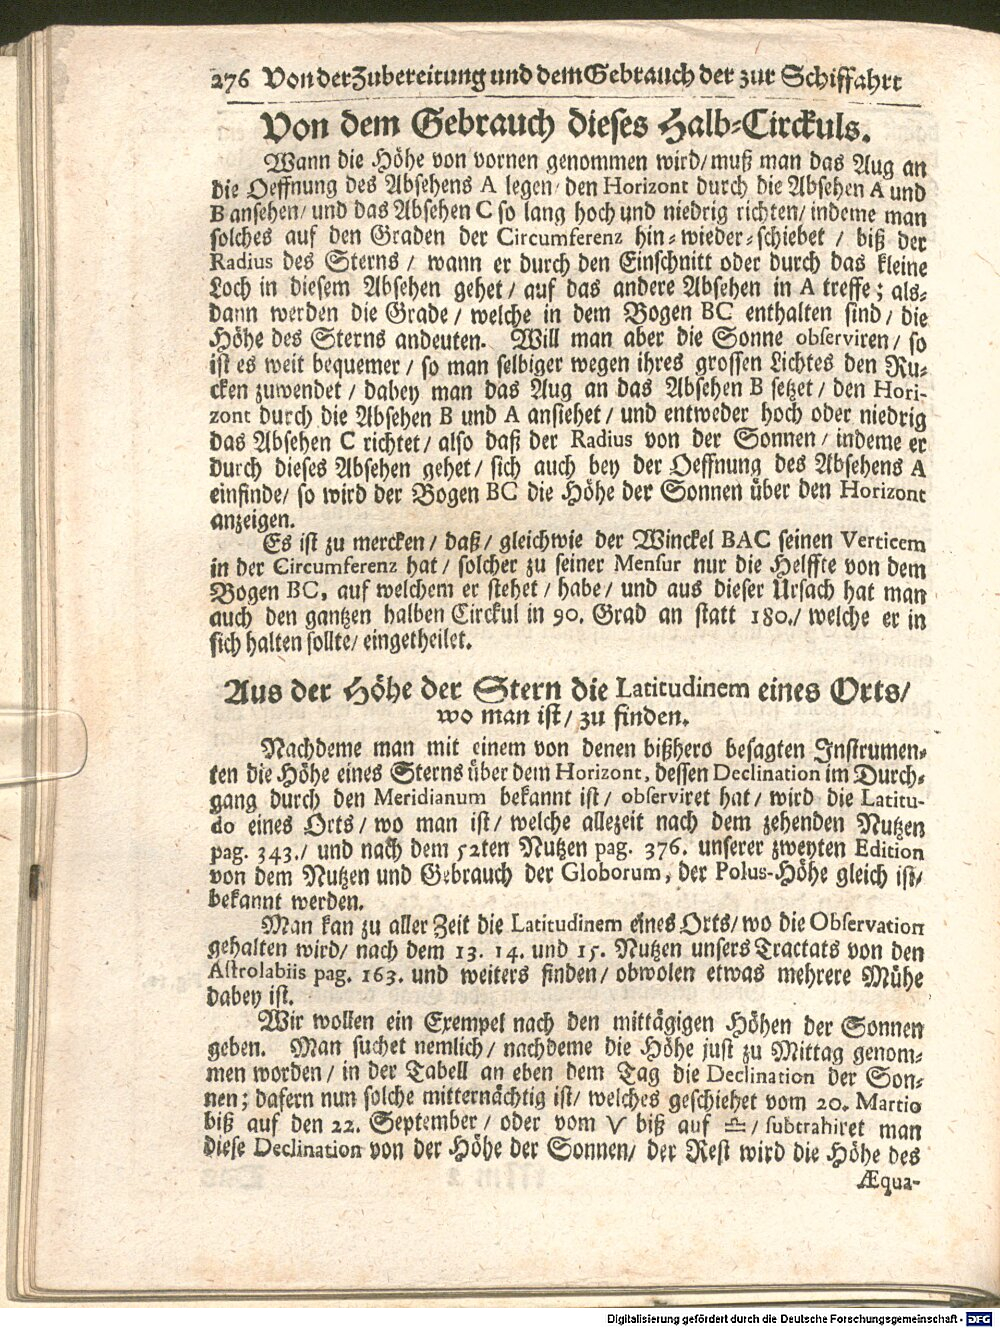 276 Von der Zubereitung und dem Gebrauch der zur Schiffahrt
Von dem Gebrauch dieses Halb-Circkuls.
Wann die Höhe von vornen genommen wird/ muß man das Aug an
die Oeffnung des Absehens A legen/ den Horizont durch die Absehen A und
B ansehen/ und das Absehen C so lang hoch und niedrig richten/ indeme man
solches auf den Graden der Circumferenz hin-wieder-schiebet / biß der
Radius des Sterns / wann er durch den Einschnitt oder durch das kleine
Loch in diesem Absehen gehet / auf das andere Absehen in A treffe; als-
dann werden die Grade / welche in dem Bogen BC enthalten sind / die
Höhe des Sterns andeuten. Will man aber die Sonne observiren / so
ist es weit bequemer / so man selbiger wegen ihres grossen Lichtes den Ru-
cken zuwendet / dabey man das Aug an das Absehen B setzet / den Hori-
zont durch die Absehen B und A ansiehet / und entweder hoch oder niedrig
das Absehen C richtet / also daß der Radius von der Sonnen / indeme er
durch dieses Absehen gehet / sich auch bey der Oeffnung des Absehens A
einfinde/ so wird der Bogen BC die Höhe der Sonnen über den Horizont
anzeigen.
Es ist zu mercken / daß / gleichwie der Winckel BAC seinen Verticem
in der Circumferenz hat / solcher zu seiner Mensur nur die Helffte von dem
Bogen BC, auf welchem er stehet / habe / und aus dieser Ursach hat man
auch den gantzen halben Circkul in 90. Grad an statt 180./ welche er in
sich halten sollte/ eingetheilet.
Aus der Höhe der Stern die Latitudinem eines Orts/
wo man ist/ zu finden.
Nachdeme man mit einem von denen bißhero besagten Instrumen-
ten die Höhe eines Sterns über dem Horizont, dessen Declination im Durch-
gang durch den Meridianum bekannt ist / observiret hat / wird die Latitu-
do eines Orts / wo man ist / welche allezeit nach dem zehenden Nutzen
pag. 343./ und nach dem 52ten Nutzen pag. 376. unserer zweyten Edition
von dem Nutzen und Gebrauch der Globorum, der Polus-Höhe gleich ist/
bekannt werden.
Man kan zu aller Zeit die Latitudinem eines Orts/ wo die Observation
gehalten wird/ nach dem 13. 14. und 15. Nutzen unsers Tractats von den
Astrolabiis pag. 163. und weiters finden / obwolen etwas mehrere Mühe
dabey ist.
Wir wollen ein Exempel nach den mittägigen Höhen der Sonnen
geben. Man suchet nemlich / nachdeme die Höhe just zu Mittag genom-
men worden / in der Tabell an eben dem Tag die Declination der Son-
nen; dafern nun solche mitternächtig ist/ welches geschiehet vom 20. Martio
biß auf den 22. September / oder vom ♈ biß auf ♎ / subtrahiret man
diese Declination von der Höhe der Sonnen/ der Rest wird die Höhe des
Æqua-
Digitalisierung gefördert durch die Deutsche Forschungsgemeinschaft - DFG